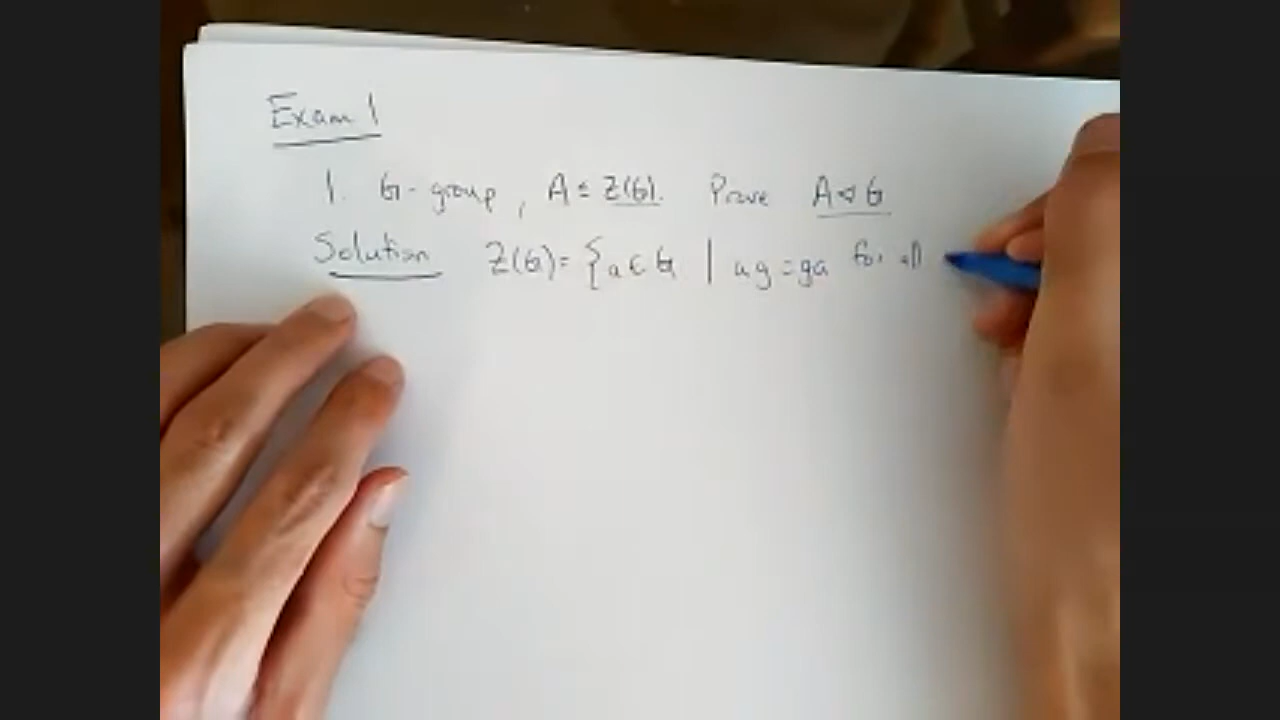 Exam 1
1. G - group, A ≤ Z(G). Prove A ◁ G
Solution Z(G) = { a ∈ G | ag = ga for all